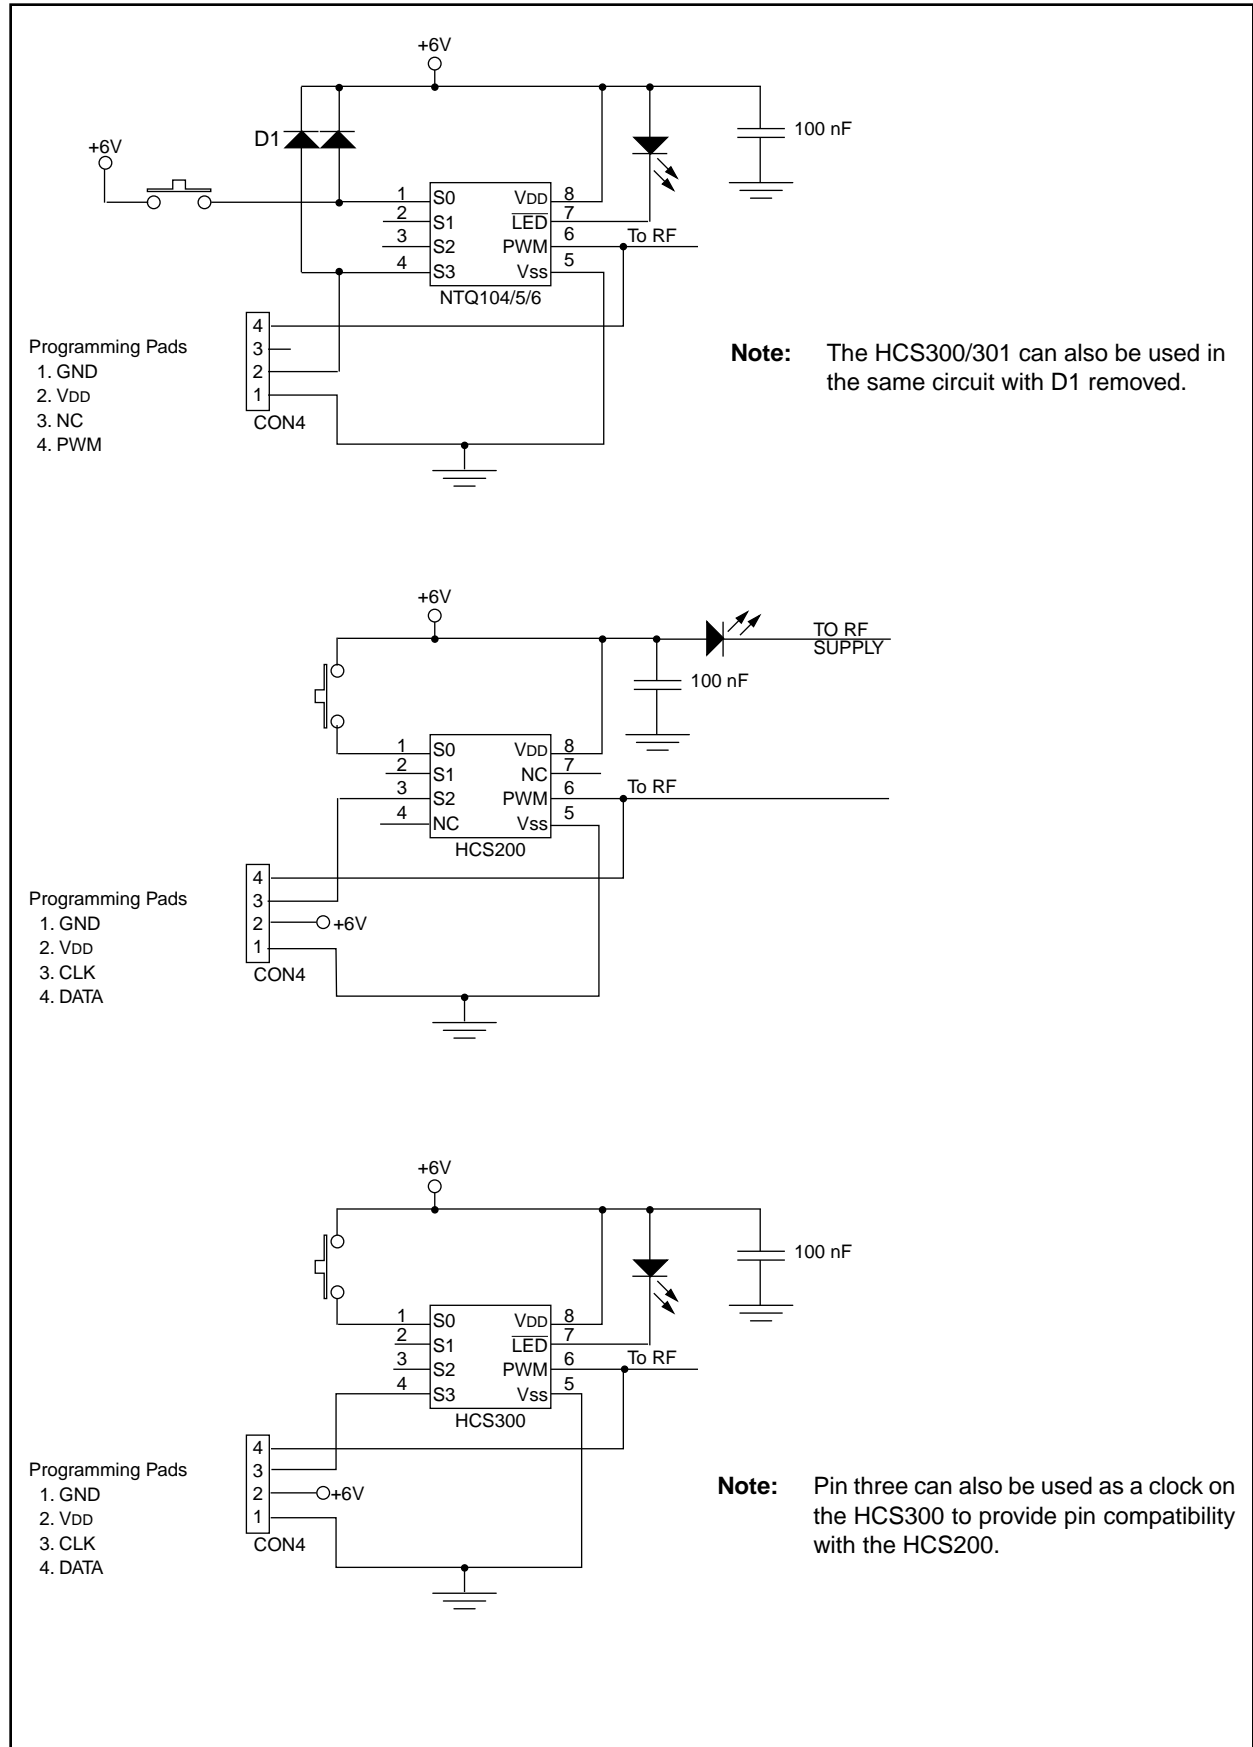 +6V
D1
100 nF
+6V
1 S0 VDD 8
2 S1 LED 7
3 S2 PWM 6 To RF
4 S3 Vss 5
NTQ104/5/6
4
Programming Pads 3
1. GND 2
2. VDD 1
3. NC CON4
4. PWM
Note: The HCS300/301 can also be used in
the same circuit with D1 removed.
+6V
TO RF
SUPPLY
100 nF
1 S0 VDD 8
2 S1 NC 7
3 S2 PWM 6 To RF
4 NC Vss 5
HCS200
4
Programming Pads 3
1. GND 2 +6V
2. VDD 1
3. CLK CON4
4. DATA
+6V
100 nF
1 S0 VDD 8
2 S1 LED 7
3 S2 PWM 6 To RF
4 S3 Vss 5
HCS300
4
Programming Pads 3
1. GND 2 +6V
2. VDD 1
3. CLK CON4
4. DATA
Note: Pin three can also be used as a clock on
the HCS300 to provide pin compatibility
with the HCS200.